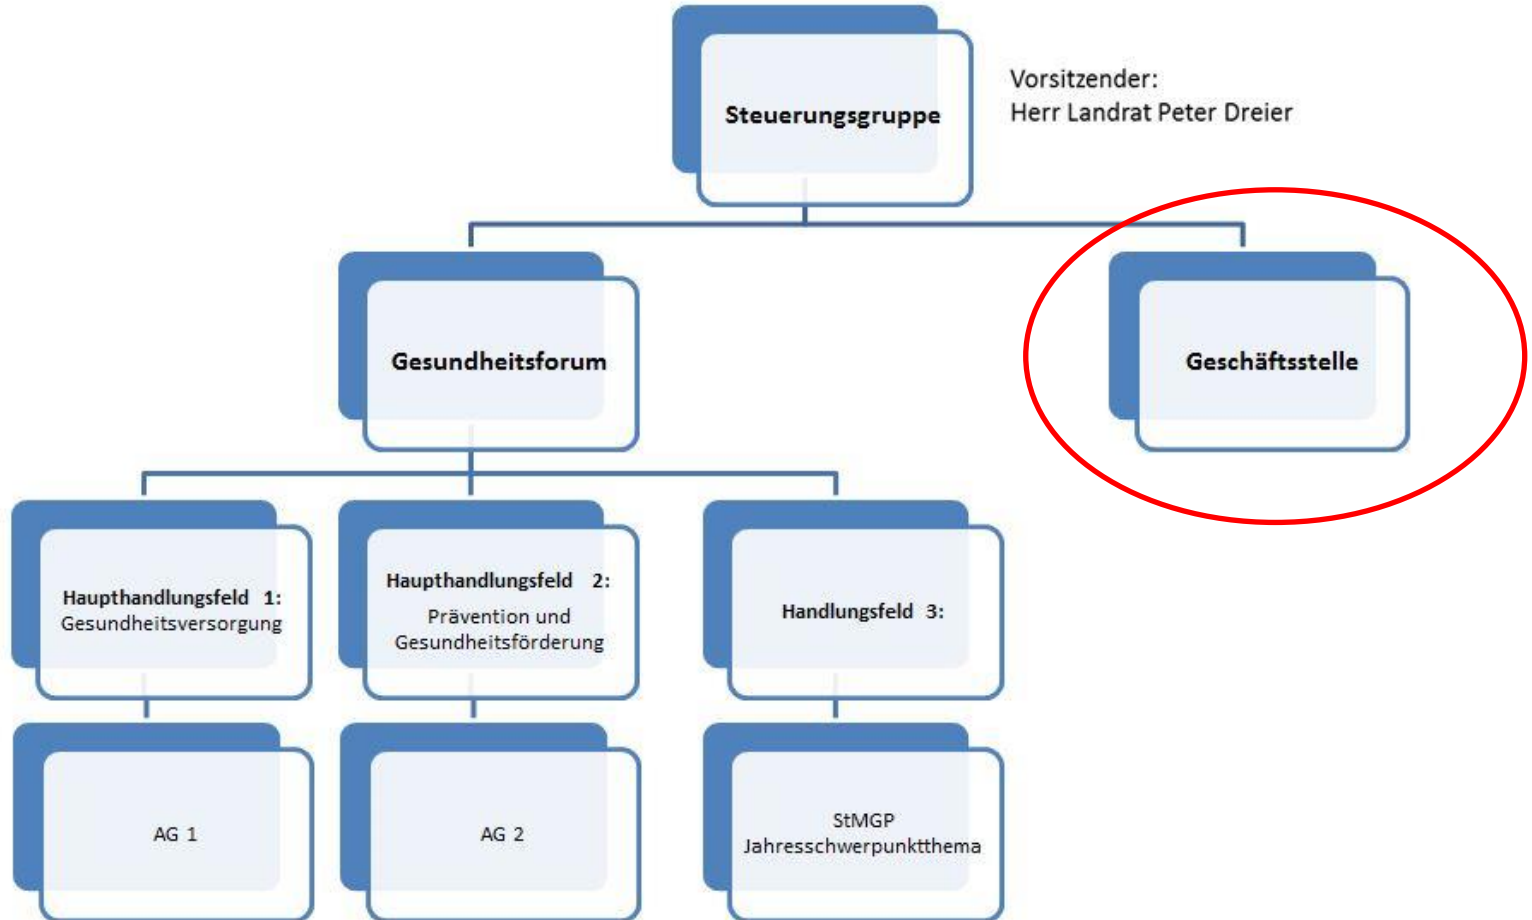 Steuerungsgruppe
Vorsitzender:
Herr Landrat Peter Dreier
Gesundheitsforum
Geschäftsstelle
Haupthandlungsfeld 1:
Gesundheitsversorgung
Haupthandlungsfeld 2:
Prävention und
Gesundheitsförderung
Handlungsfeld 3:
AG 1
AG 2
StMGP
Jahresschwerpunktthema